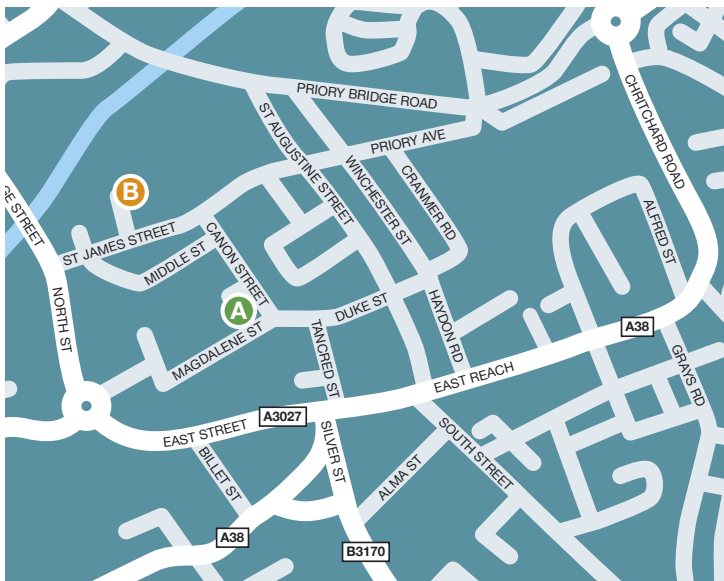 PRIORY BRIDGE ROAD
CHRITCHARD ROAD
ST AUGUSTINE STREET
PRIORY AVE
WINCHESTER ST
CRANMER RD
B
GE STREET
ST JAMES STREET
MIDDLE ST
CANON STREET
ALFRED ST
NORTH ST
A
DUKE ST
HAYDON RD
TANCRED ST
MAGDALENE ST
A38
EAST REACH
GRAYS RD
A3027
EAST STREET
SILVER ST
SOUTH STREET
BILLET ST
ALMA ST
A38
B3170